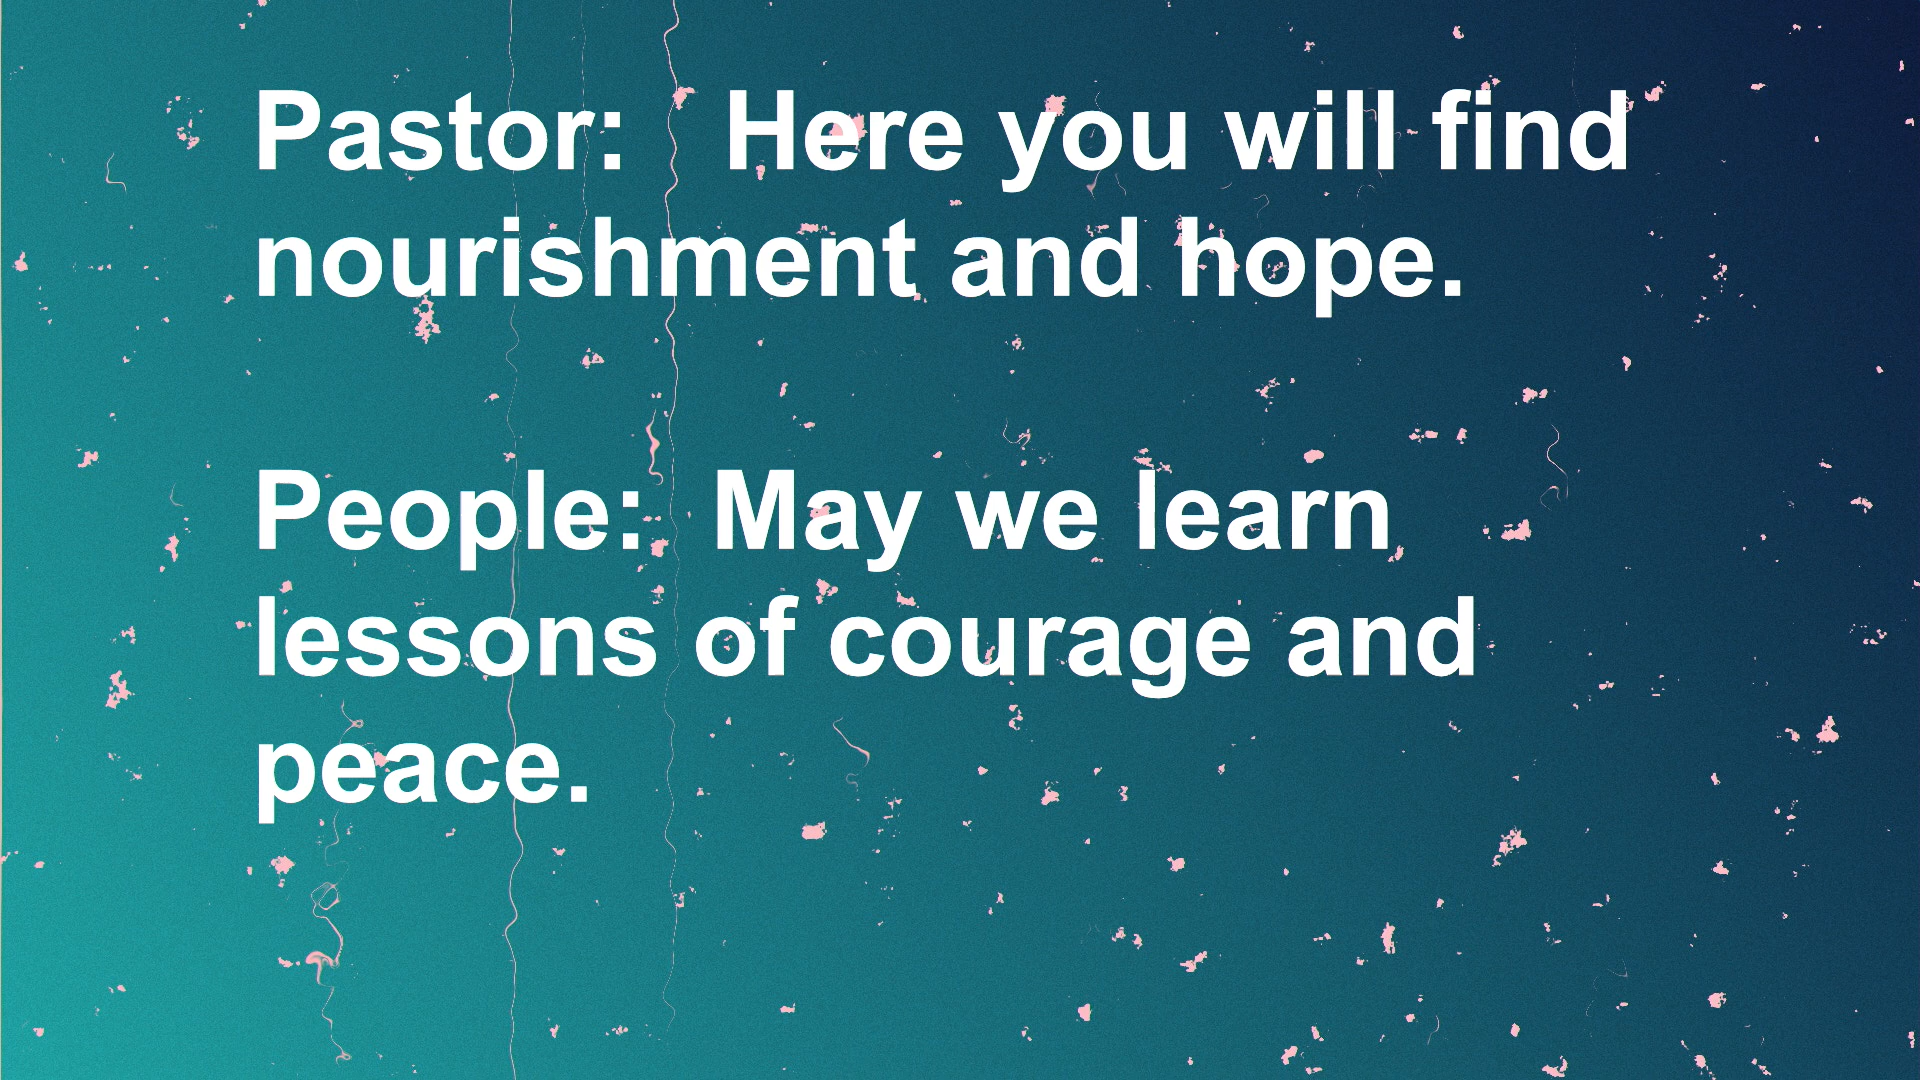 Pastor:   Here you will find
nourishment and hope.
People:  May we learn
lessons of courage and
peace.